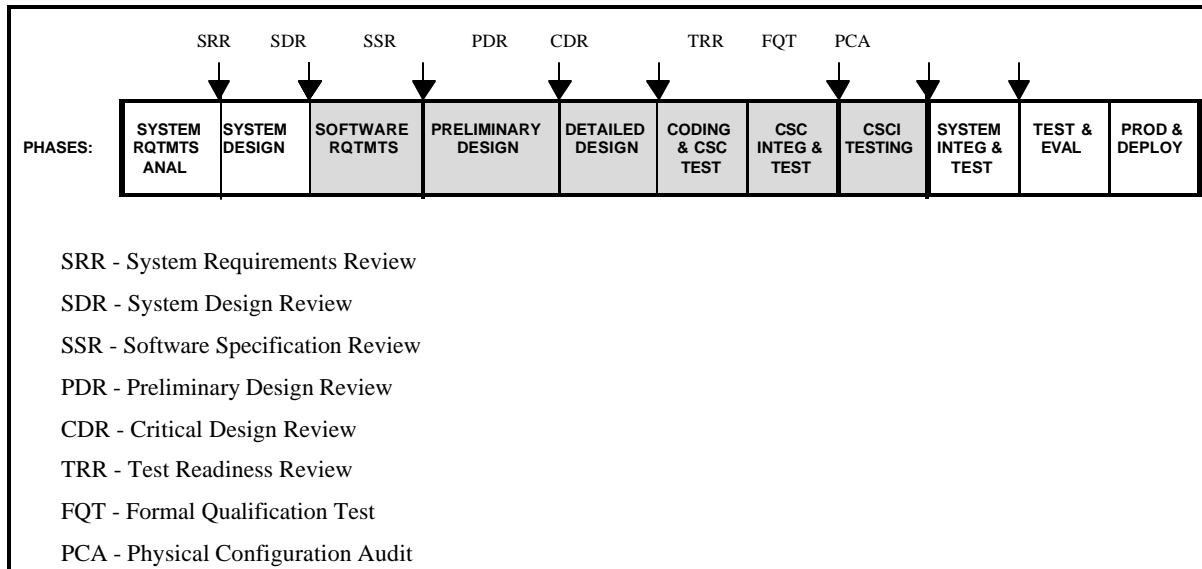 SRR SDR SSR PDR CDR TRR FQT PCA
PHASES:
SYSTEM
RQTMTS
ANAL
SYSTEM
DESIGN
SOFTWARE
RQTMTS
PRELIMINARY
DESIGN
DETAILED
DESIGN
CODING
& CSC
TEST
CSC
INTEG &
TEST
CSCI
TESTING
SYSTEM
INTEG &
TEST
TEST &
EVAL
PROD &
DEPLOY
SRR - System Requirements Review
SDR - System Design Review
SSR - Software Specification Review
PDR - Preliminary Design Review
CDR - Critical Design Review
TRR - Test Readiness Review
FQT - Formal Qualification Test
PCA - Physical Configuration Audit